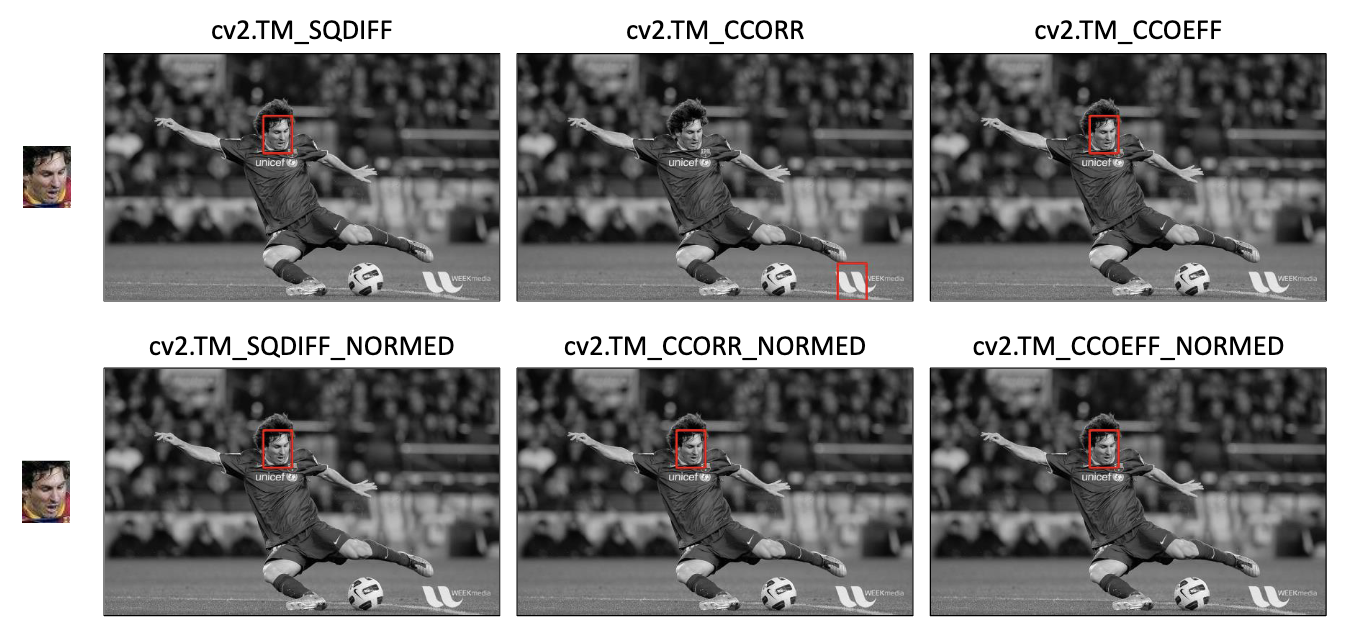 cv2.TM_SQDIFF
cv2.TM_CCORR
cv2.TM_CCOEFF
unicef
unicef
unicef
WEEKmedia
WEEKmedia
WEEKmedia
cv2.TM_SQDIFF_NORMED
cv2.TM_CCORR_NORMED
cv2.TM_CCOEFF_NORMED
unicef
unicef
unicef
WEEKmedia
WEEKmedia
WEEKmedia